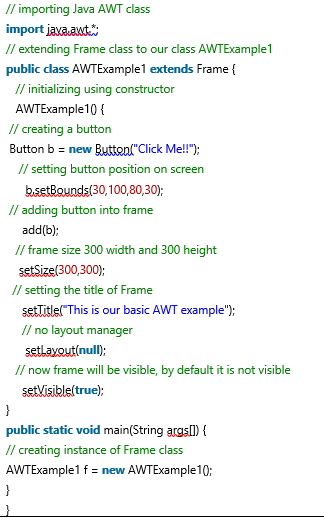 // importing Java AWT class
import java.awt.*;
// extending Frame class to our class AWTExample1
public class AWTExample1 extends Frame {
// initializing using constructor
AWTExample1() {
// creating a button
Button b = new Button("Click Me!!");
// setting button position on screen
b.setBounds(30,100,80,30);
// adding button into frame
add(b);
// frame size 300 width and 300 height
setSize(300,300);
// setting the title of Frame
setTitle("This is our basic AWT example");
// no layout manager
setLayout(null);
// now frame will be visible, by default it is not visible
setVisible(true);
}
public static void main(String args[]) {
// creating instance of Frame class
AWTExample1 f = new AWTExample1();
}
}